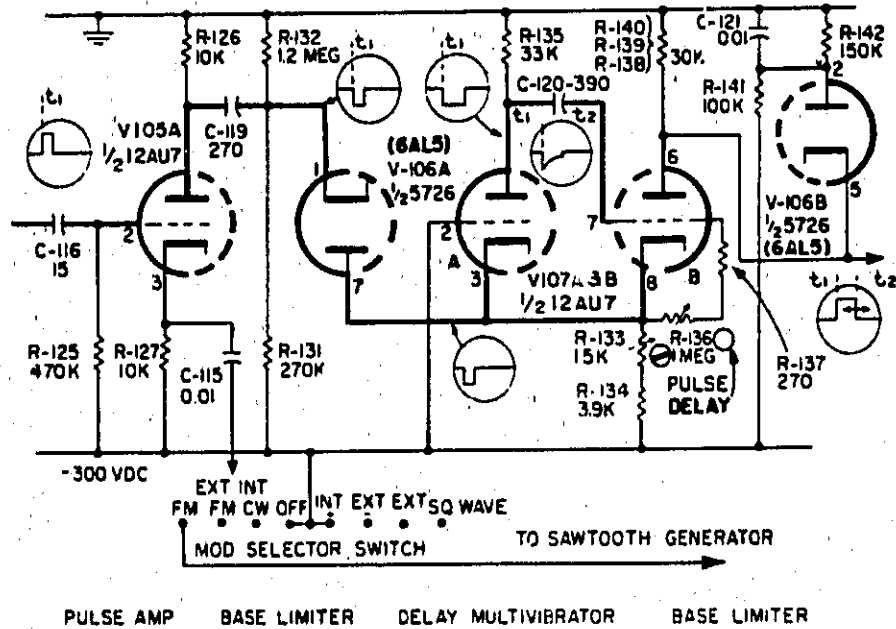 R-126
10K
R-132
1.2 MEG
t1
R-135
33K
t1
R-140
R-139
R-138
30K
C-121
001
R-142
150K
2
t1
V105A
1/2 12AU7
C-119
270
(6AL5)
V-106A
1/2 5726
C-120-390
t1
t2
R-141
100K
1
6
5
V-106B
1/2 5726
(6AL5)
2
2
7
C-116
15
3
7
A
3
8
B
V107A&B
1/2 12AU7
t1
t2
R-125
470K
R-127
10K
C-115
0.01
R-131
270K
R-133
15K
R-136
1 MEG
R-137
270
R-134
3.9K
PULSE
DELAY
-300 VDC
EXT INT
FM FM CW OFF INT EXT EXT SQ WAVE
MOD SELECTOR SWITCH
TO SAWTOOTH GENERATOR
PULSE AMP BASE LIMITER DELAY MULTIVIBRATOR BASE LIMITER